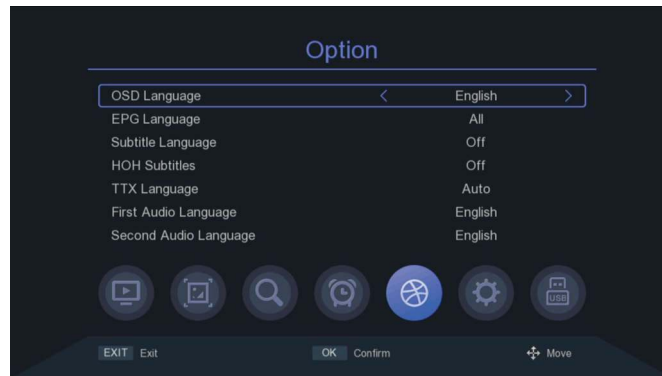 Option
OSD Language < English >
EPG Language All
Subtitle Language Off
HOH Subtitles Off
TTX Language Auto
First Audio Language English
Second Audio Language English
USB
EXIT Exit OK Confirm Move